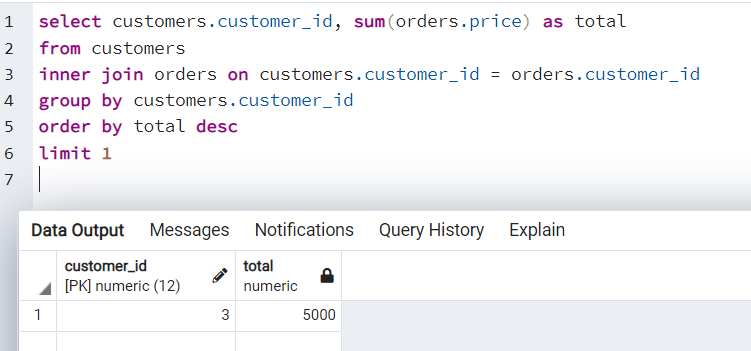 1 select customers.customer_id, sum(orders.price) as total
2 from customers
3 inner join orders on customers.customer_id = orders.customer_id
4 group by customers.customer_id
5 order by total desc
6 limit 1
7
Data Output Messages Notifications Query History Explain
customer_id total
[PK] numeric (12) numeric
1 3 5000